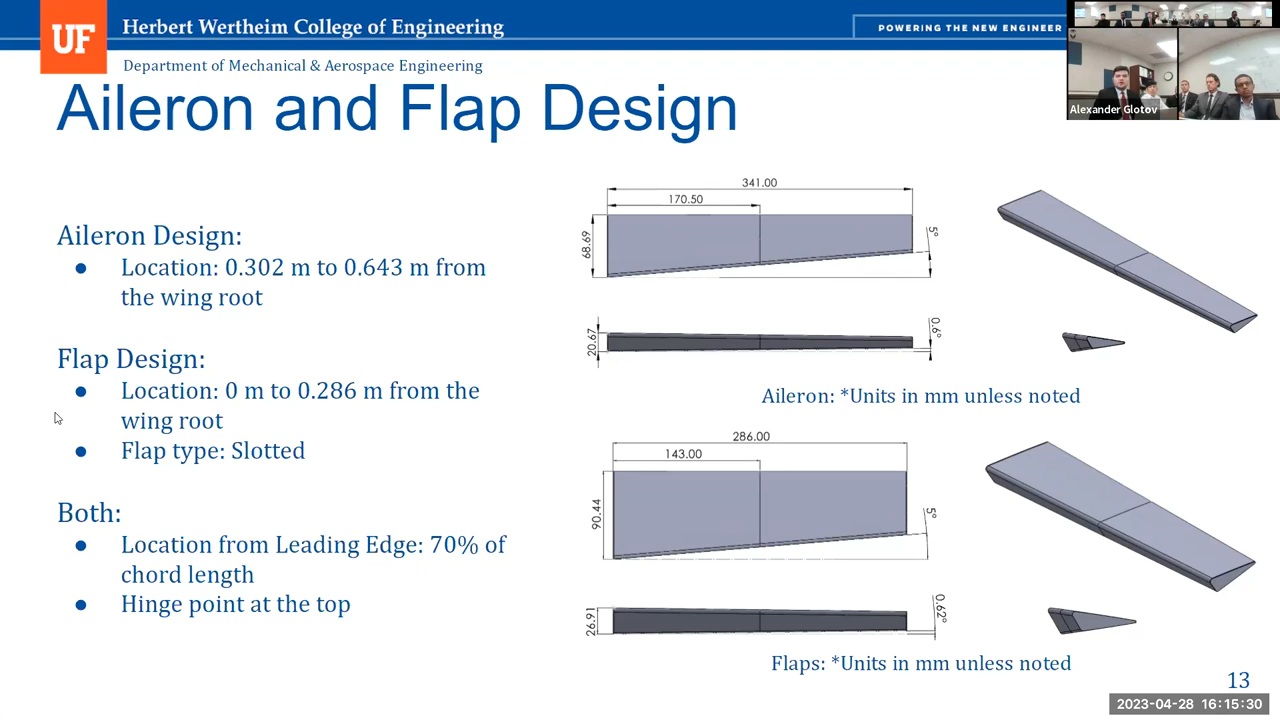 UF
Herbert Wertheim College of Engineering
POWERING THE NEW ENGINEER
Department of Mechanical & Aerospace Engineering
Alexander Glotov
Aileron and Flap Design
Aileron Design:
● Location: 0.302 m to 0.643 m from
the wing root
Flap Design:
● Location: 0 m to 0.286 m from the
wing root
● Flap type: Slotted
Both:
● Location from Leading Edge: 70% of
chord length
● Hinge point at the top
341.00
170.50
68.69
5°
20.67
0.6°
Aileron: *Units in mm unless noted
286.00
143.00
90.44
5°
26.91
0.62°
Flaps: *Units in mm unless noted
13
2023-04-28 16:15:30